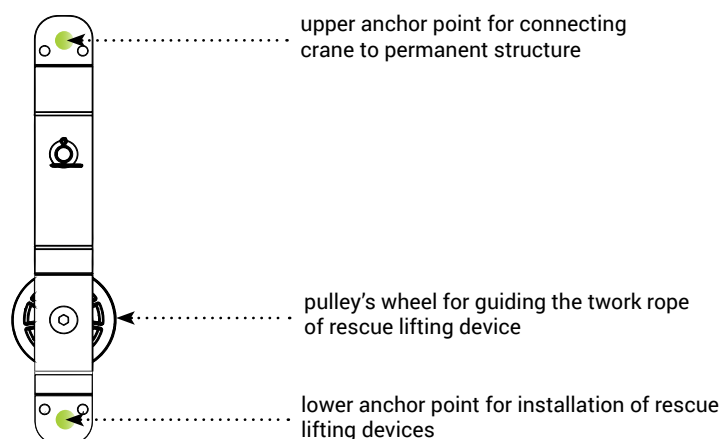 upper anchor point for connecting
crane to permanent structure
pulley's wheel for guiding the twork rope
of rescue lifting device
lower anchor point for installation of rescue
lifting devices